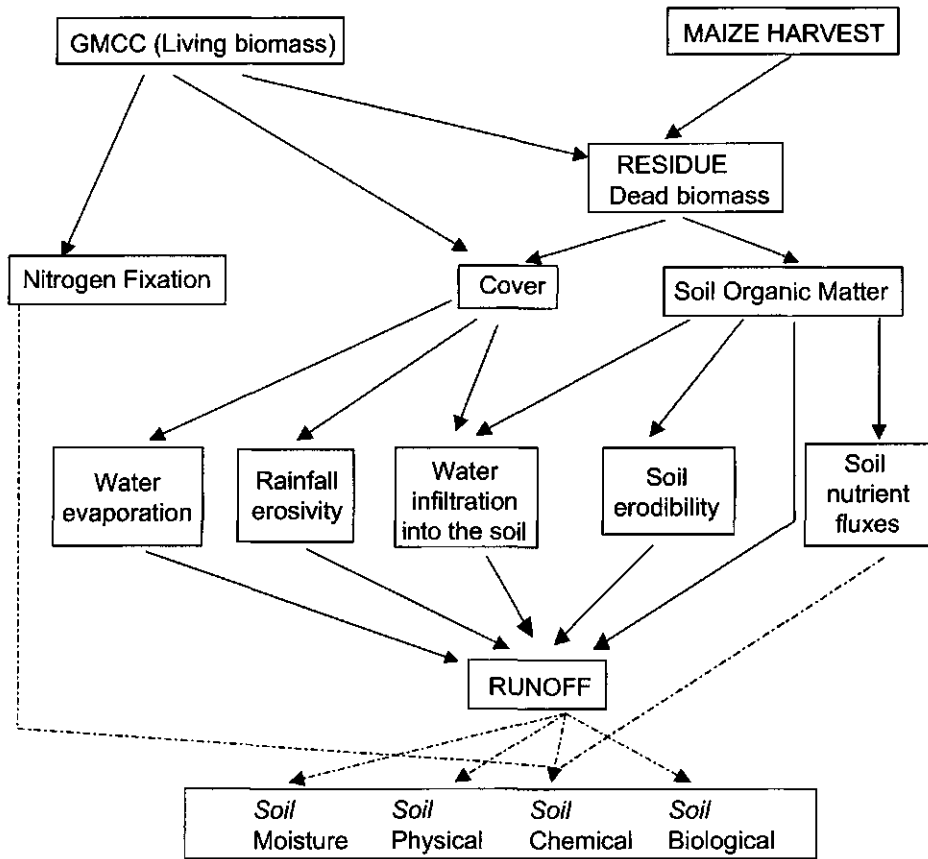 GMCC (Living biomass)
MAIZE HARVEST
RESIDUE
Dead biomass
Nitrogen Fixation
Cover
Soil Organic Matter
Water
evaporation
Rainfall
erosivity
Water
infiltration
into the soil
Soil
erodibility
Soil
nutrient
fluxes
RUNOFF
Soil Soil Soil Soil
Moisture Physical Chemical Biological